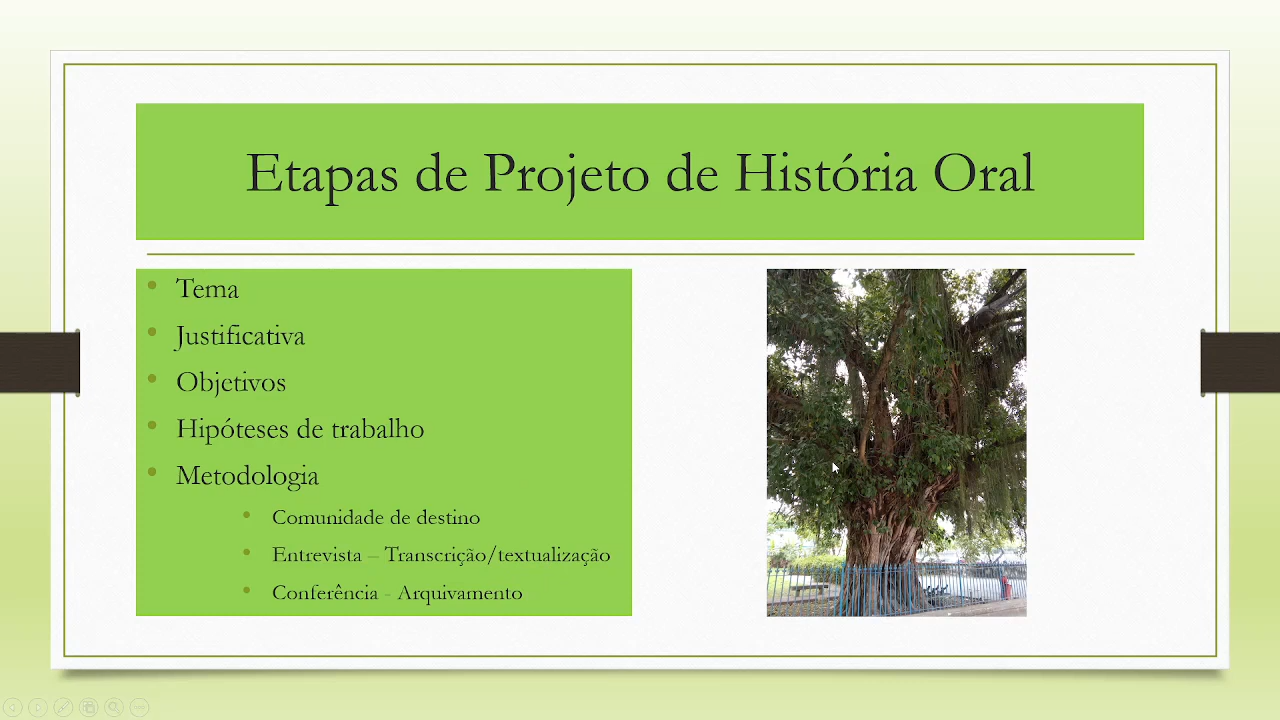 Etapas de Projeto de História Oral
• Tema
• Justificativa
• Objetivos
• Hipóteses de trabalho
• Metodologia
• Comunidade de destino
• Entrevista – Transcrição/textualização
• Conferência - Arquivamento